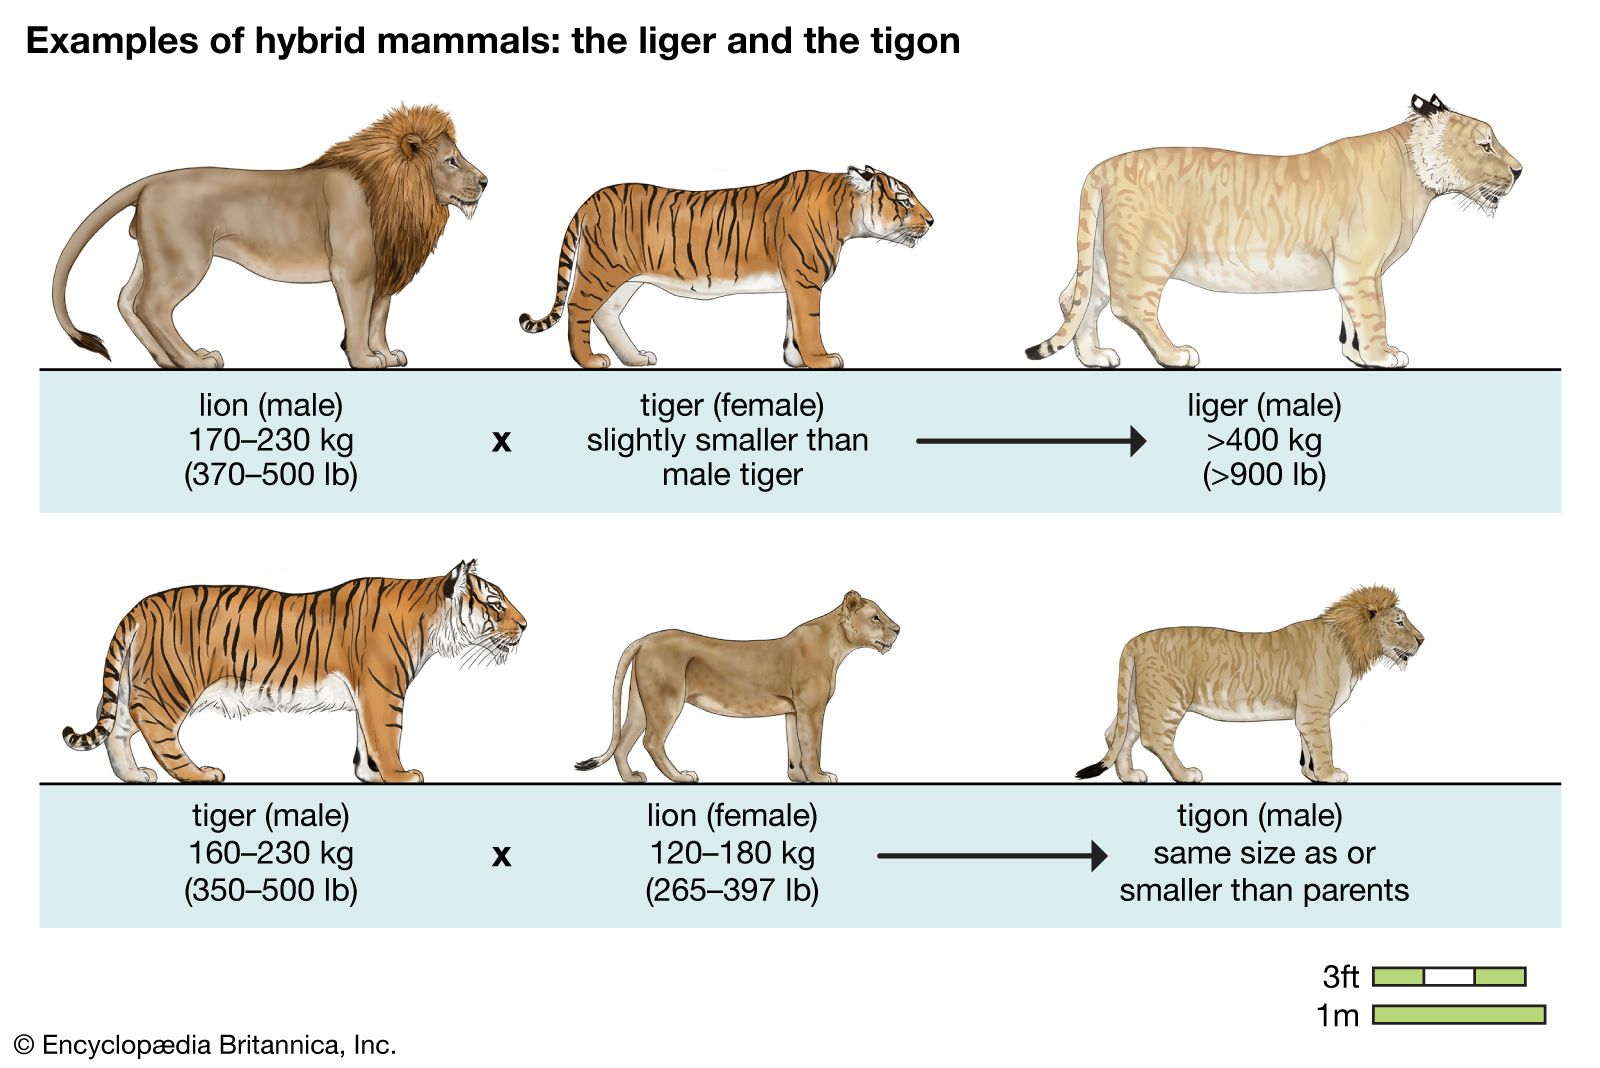 Examples of hybrid mammals: the liger and the tigon
lion (male)
170–230 kg
(370–500 lb)
x
tiger (female)
slightly smaller than
male tiger
liger (male)
>400 kg
(>900 lb)
tiger (male)
160–230 kg
(350–500 lb)
x
lion (female)
120–180 kg
(265–397 lb)
tigon (male)
same size as or
smaller than parents
3ft
1m
© Encyclopædia Britannica, Inc.